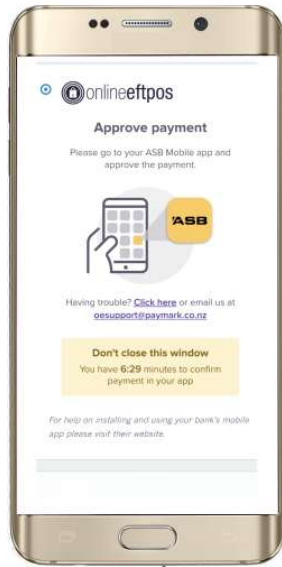 onlineeftpos
Approve payment
Please go to your ASB Mobile app and
approve the payment.
ASB
Having trouble? Click here or email us at
oesupport@paymark.co.nz
Don't close this window
You have 6:29 minutes to confirm
payment in your app
For help on installing and using your bank's mobile
app please visit their website.